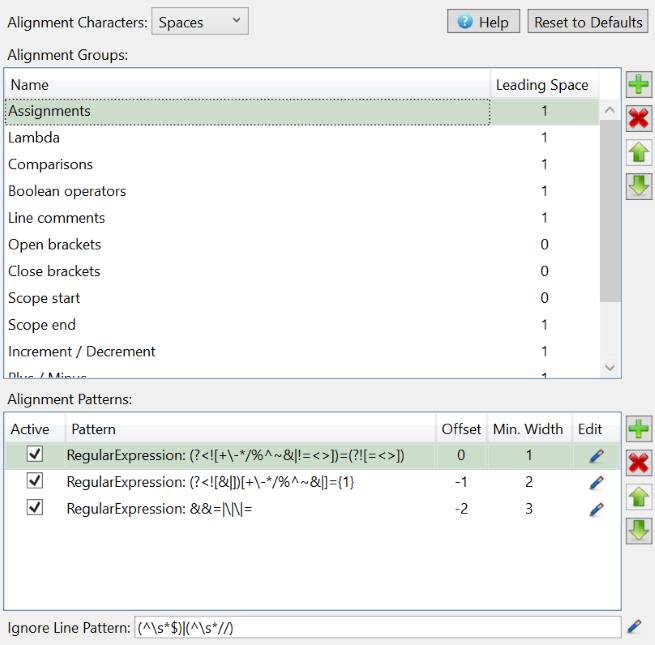 Alignment Characters: Spaces Help Reset to Defaults
Alignment Groups:
Name Leading Space
Assignments 1
Lambda 1
Comparisons 1
Boolean operators 1
Line comments 1
Open brackets 0
Close brackets 0
Scope start 0
Scope end 1
Increment / Decrement 1
Plus / Minus 1
Alignment Patterns:
Active Pattern Offset Min. Width Edit
RegularExpression: (?<![+\-*/%^~&|!=<>])=(?![=<>]) 0 1
RegularExpression: (?<![&|])[+\-*/%^~&|]={1} -1 2
RegularExpression: &&=|\|\|= -2 3
Ignore Line Pattern: (^\s*$)|(^\s*//)